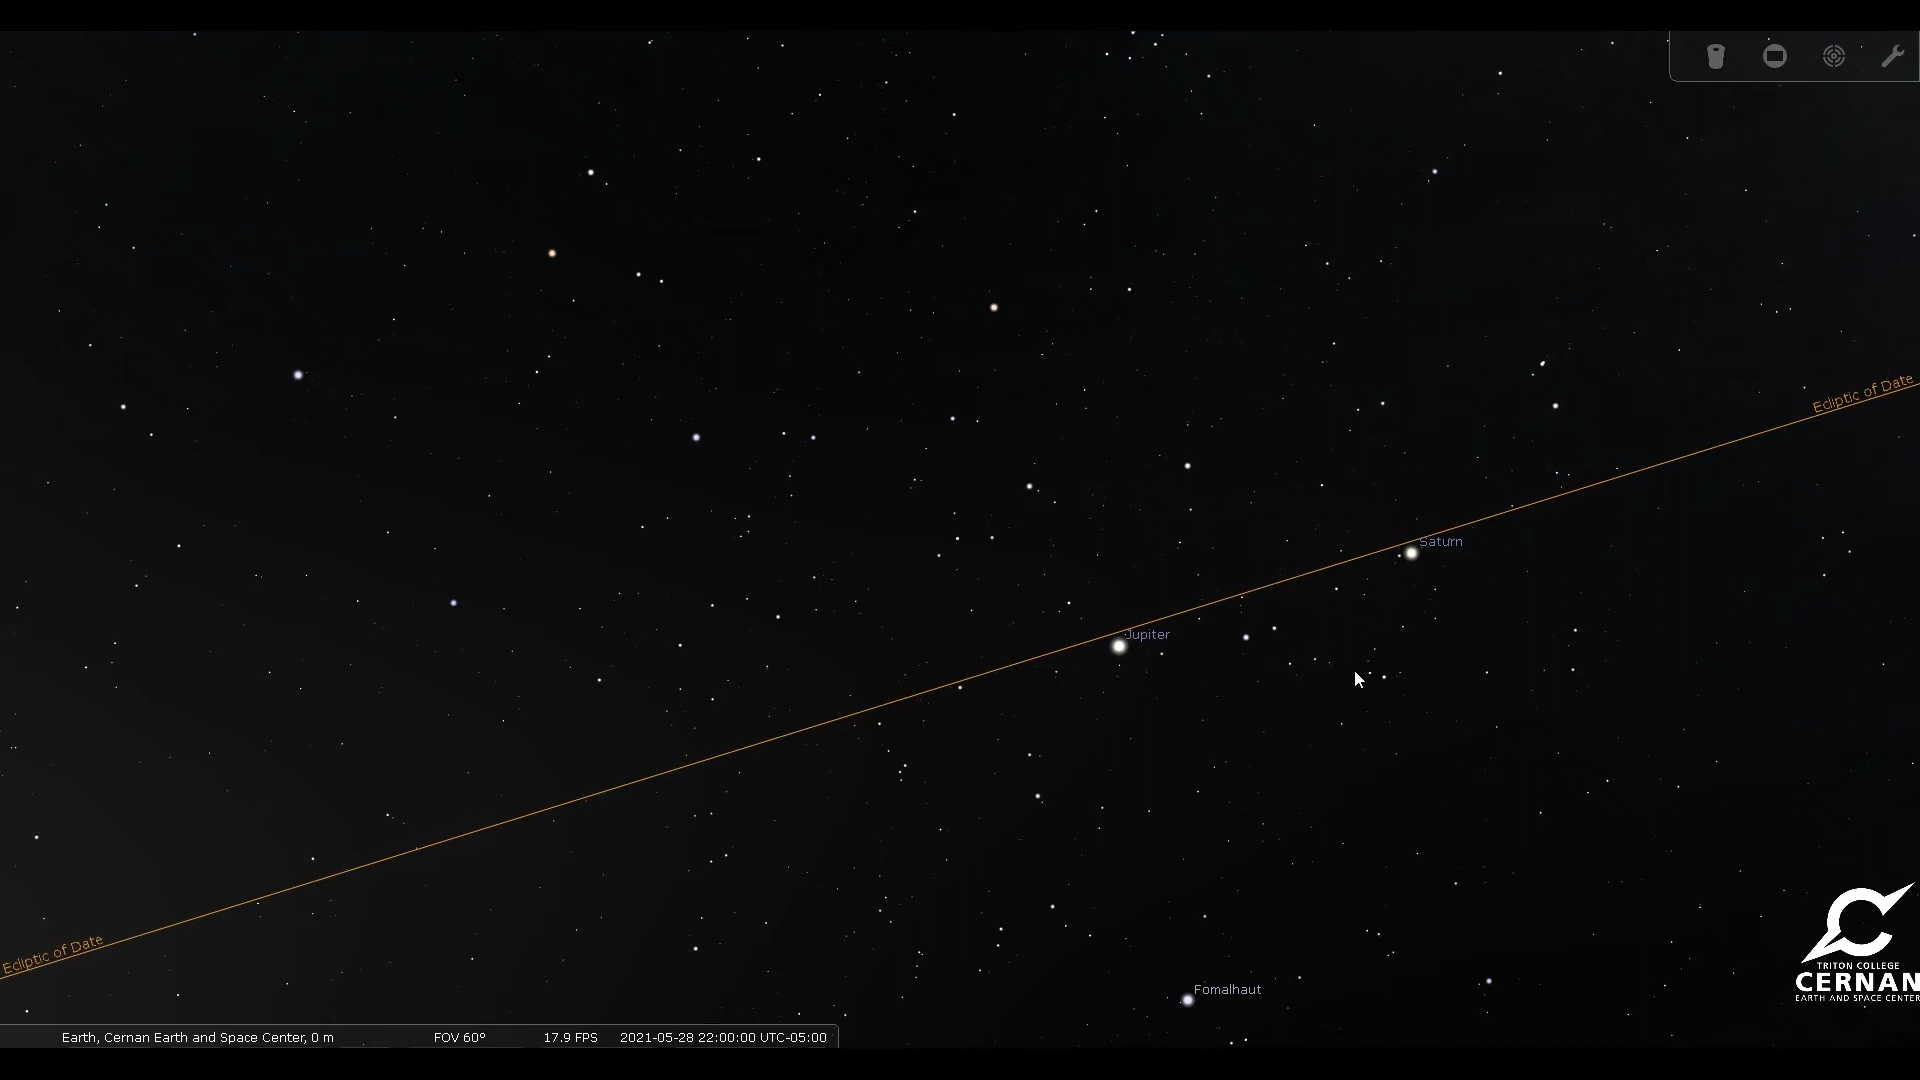 Ecliptic of Date
Saturn
Jupiter
Ecliptic of Date
TRITON COLLEGE
CERNAN
EARTH AND SPACE CENTER
Fomalhaut
Earth, Cernan Earth and Space Center, 0 m FOV 60° 17.9 FPS 2021-05-28 22:00:00 UTC-05:00